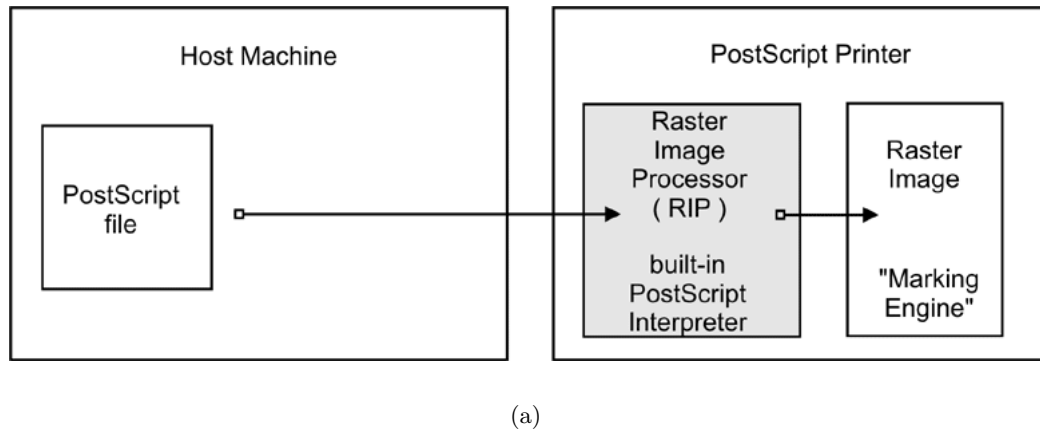 Host Machine
PostScript
file
PostScript Printer
Raster
Image
Processor
( RIP )
built-in
PostScript
Interpreter
Raster
Image
"Marking
Engine"
(a)